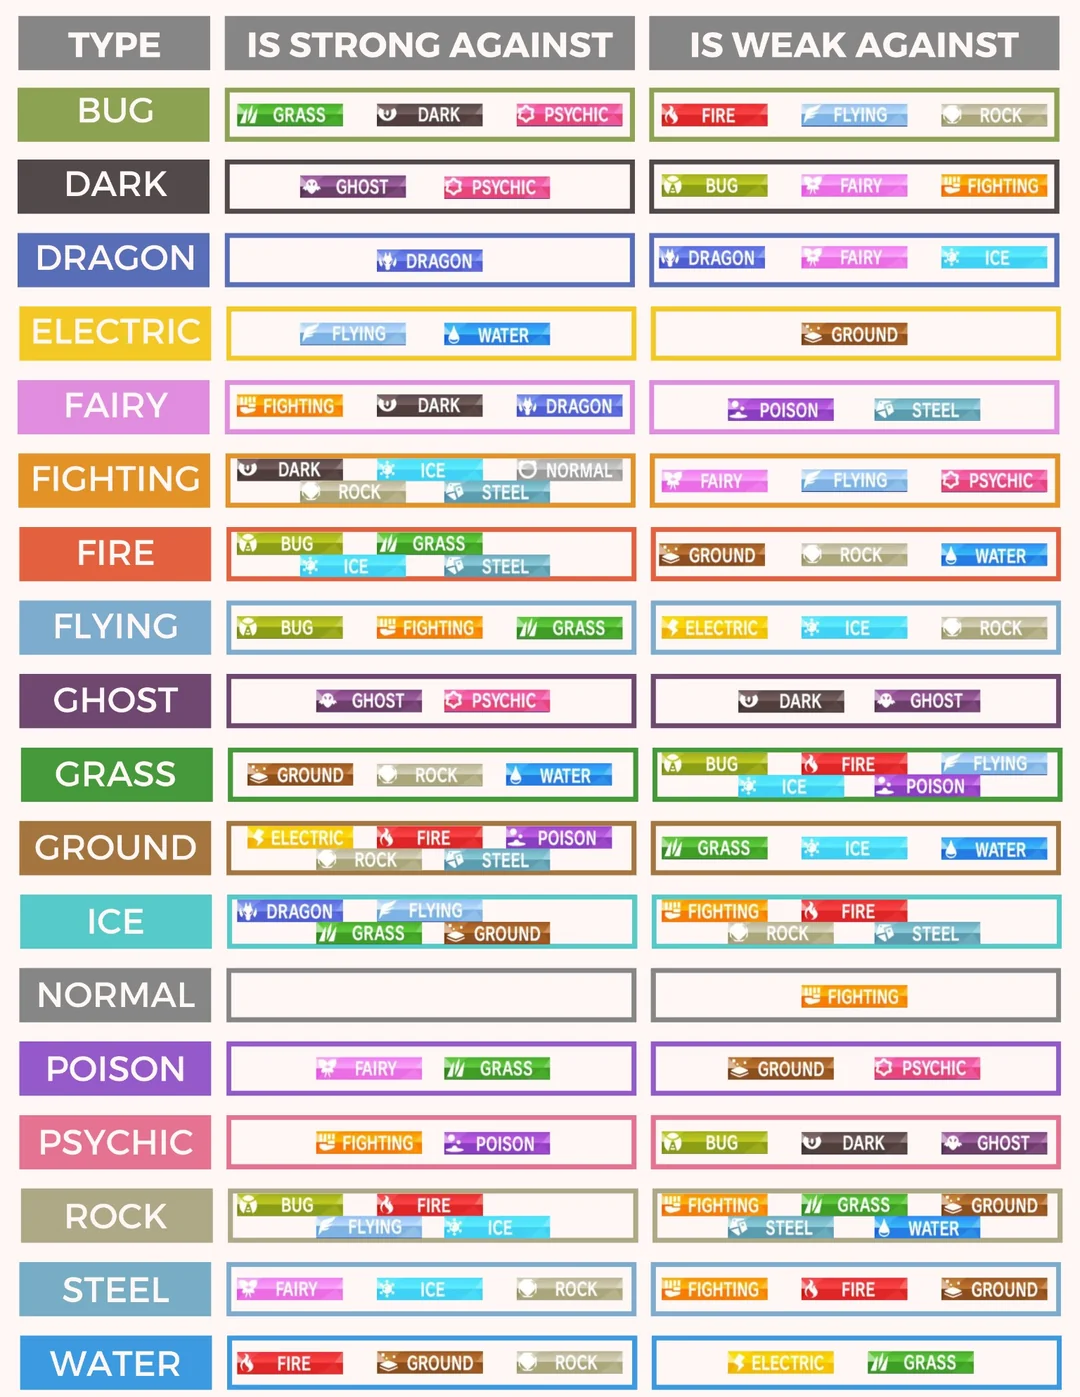 TYPE IS STRONG AGAINST IS WEAK AGAINST
BUG GRASS DARK PSYCHIC FIRE FLYING ROCK
DARK GHOST PSYCHIC BUG FAIRY FIGHTING
DRAGON DRAGON DRAGON FAIRY ICE
ELECTRIC FLYING WATER GROUND
FAIRY FIGHTING DARK DRAGON POISON STEEL
FIGHTING DARK ICE NORMAL ROCK STEEL FAIRY FLYING PSYCHIC
FIRE BUG GRASS ICE STEEL GROUND ROCK WATER
FLYING BUG FIGHTING GRASS ELECTRIC ICE ROCK
GHOST GHOST PSYCHIC DARK GHOST
GRASS GROUND ROCK WATER BUG FIRE FLYING ICE POISON
GROUND ELECTRIC FIRE POISON ROCK STEEL GRASS ICE WATER
ICE DRAGON FLYING GRASS GROUND FIGHTING FIRE ROCK STEEL
NORMAL FIGHTING
POISON FAIRY GRASS GROUND PSYCHIC
PSYCHIC FIGHTING POISON BUG DARK GHOST
ROCK BUG FIRE FLYING ICE FIGHTING GRASS GROUND STEEL WATER
STEEL FAIRY ICE ROCK FIGHTING FIRE GROUND
WATER FIRE GROUND ROCK ELECTRIC GRASS